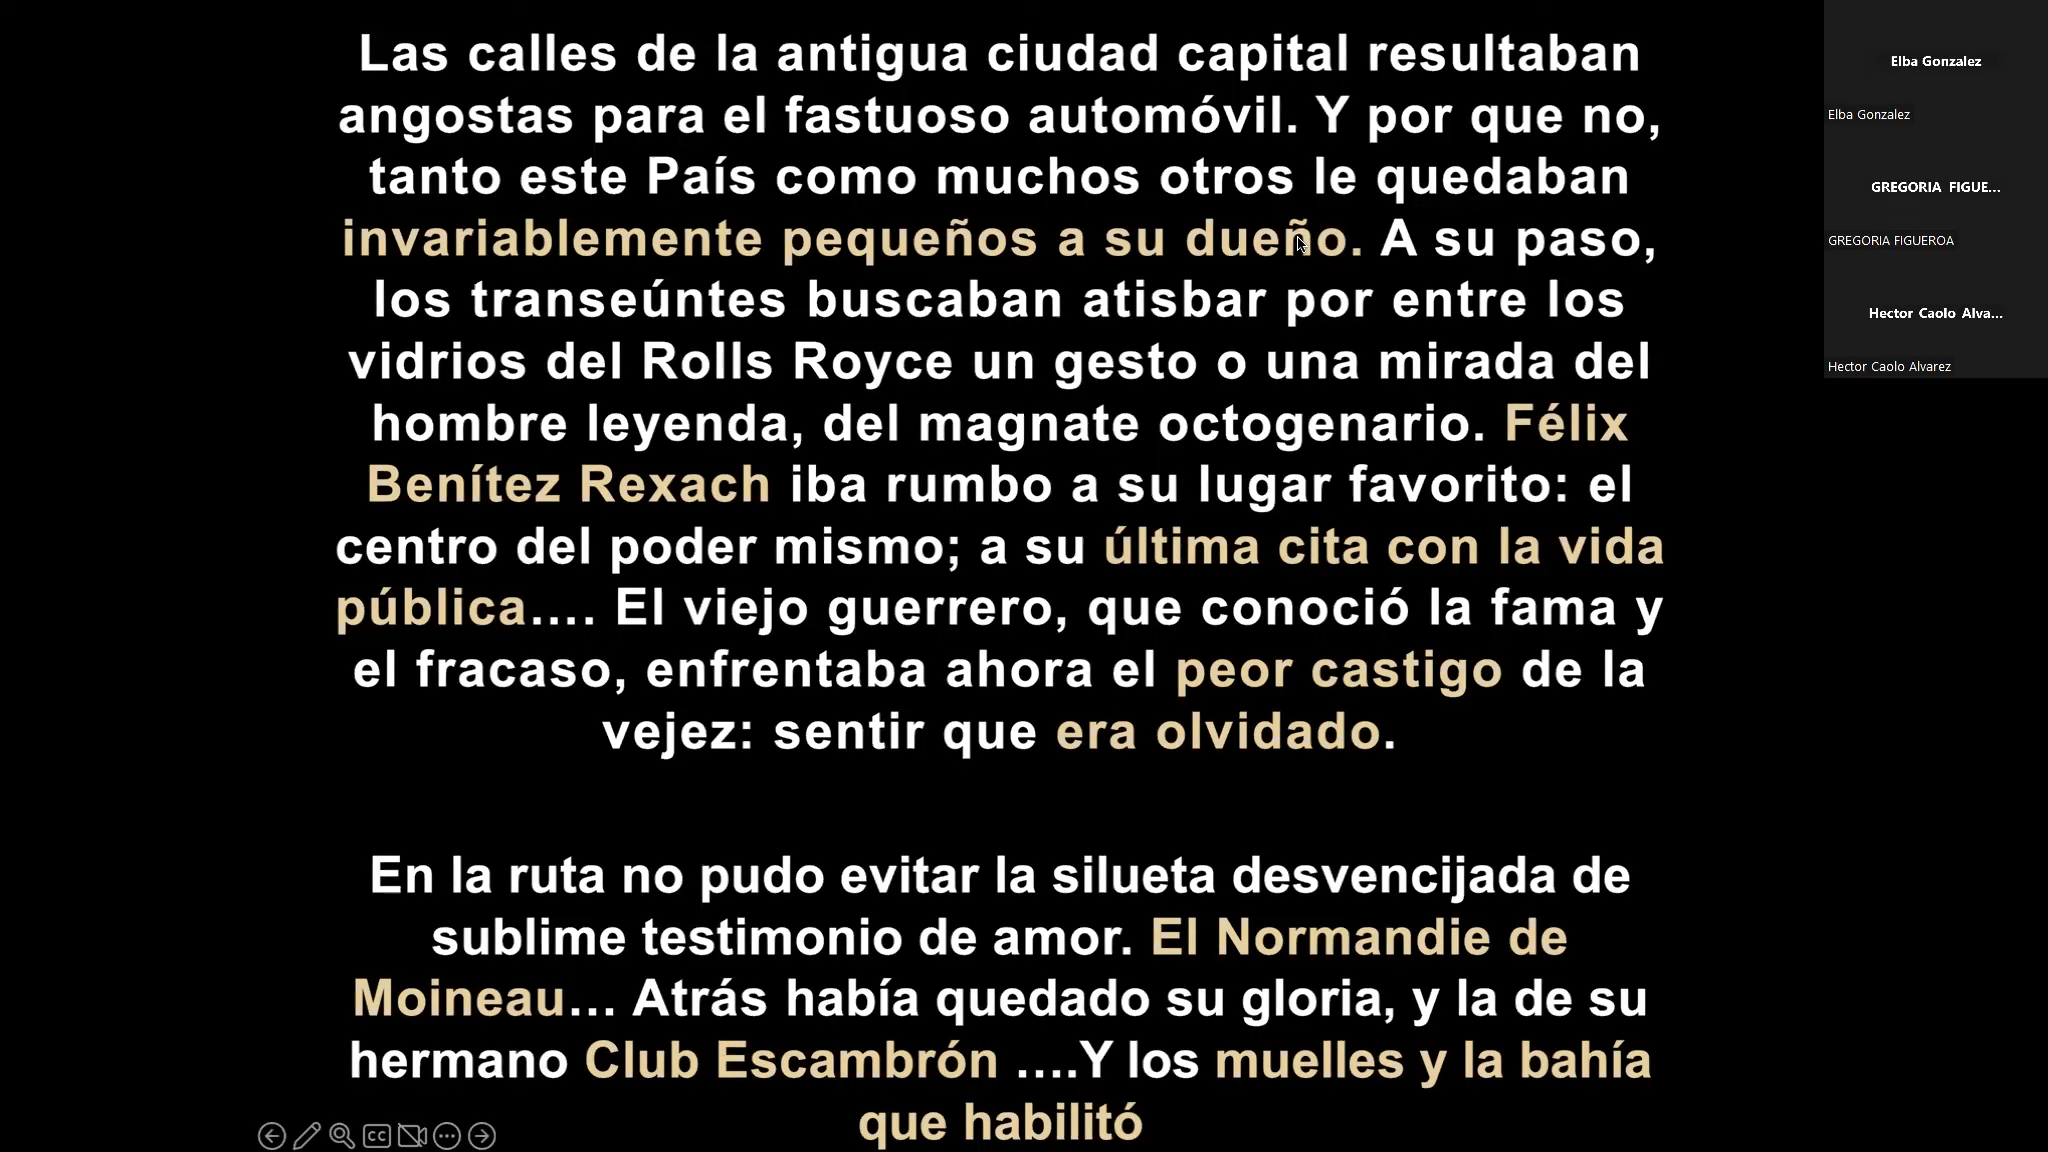 Las calles de la antigua ciudad capital resultaban
angostas para el fastuoso automóvil. Y por que no,
tanto este País como muchos otros le quedaban
invariablemente pequeños a su dueño. A su paso,
los transeúntes buscaban atisbar por entre los
vidrios del Rolls Royce un gesto o una mirada del
hombre leyenda, del magnate octogenario. Félix
Benítez Rexach iba rumbo a su lugar favorito: el
centro del poder mismo; a su última cita con la vida
pública.... El viejo guerrero, que conoció la fama y
el fracaso, enfrentaba ahora el peor castigo de la
vejez: sentir que era olvidado.
En la ruta no pudo evitar la silueta desvencijada de
sublime testimonio de amor. El Normandie de
Moineau... Atrás había quedado su gloria, y la de su
hermano Club Escambrón ....Y los muelles y la bahía
que habilitó
CC
Elba Gonzalez
Elba Gonzalez
GREGORIA FIGUE...
GREGORIA FIGUEROA
Hector Caolo Alva...
Hector Caolo Alvarez